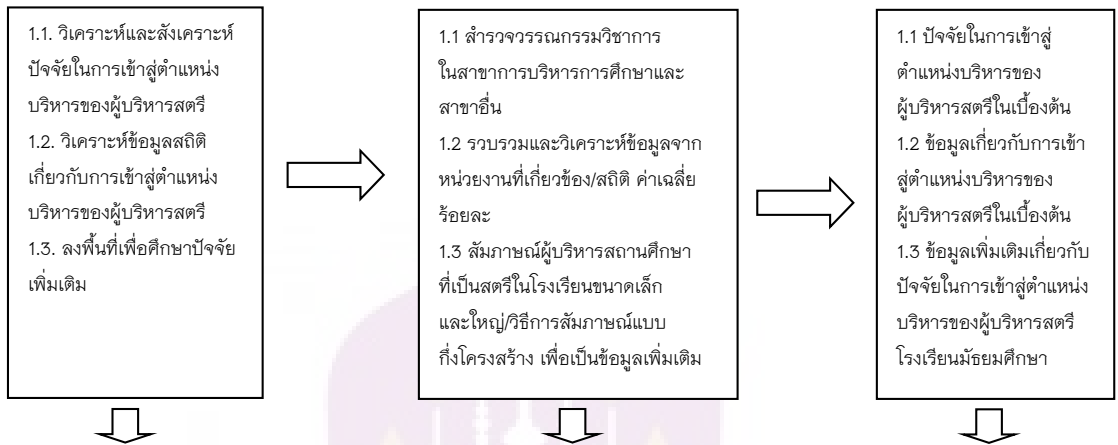 1.1. วิเคราะห์และสังเคราะห์
ปัจจัยในการเข้าสู่ตำแหน่ง
บริหารของผู้บริหารสตรี
1.2. วิเคราะห์ข้อมูลสถิติ
เกี่ยวกับการเข้าสู่ตำแหน่ง
บริหารของผู้บริหารสตรี
1.3. ลงพื้นที่เพื่อศึกษาปัจจัย
เพิ่มเติม
1.1 สำรวจวรรณกรรมวิชาการ
ในสาขาการบริหารการศึกษาและ
สาขาอื่น
1.2 รวบรวมและวิเคราะห์ข้อมูลจาก
หน่วยงานที่เกี่ยวข้อง/สถิติ ค่าเฉลี่ย
ร้อยละ
1.3 สัมภาษณ์ผู้บริหารสถานศึกษา
ที่เป็นสตรีในโรงเรียนขนาดเล็ก
และใหญ่/วิธีการสัมภาษณ์แบบ
กึ่งโครงสร้าง เพื่อเป็นข้อมูลเพิ่มเติม
1.1 ปัจจัยในการเข้าสู่
ตำแหน่งบริหารของ
ผู้บริหารสตรีในเบื้องต้น
1.2 ข้อมูลเกี่ยวกับการเข้า
สู่ตำแหน่งบริหารของ
ผู้บริหารสตรีในเบื้องต้น
1.3 ข้อมูลเพิ่มเติมเกี่ยวกับ
ปัจจัยในการเข้าสู่ตำแหน่ง
บริหารของผู้บริหารสตรี
โรงเรียนมัธยมศึกษา